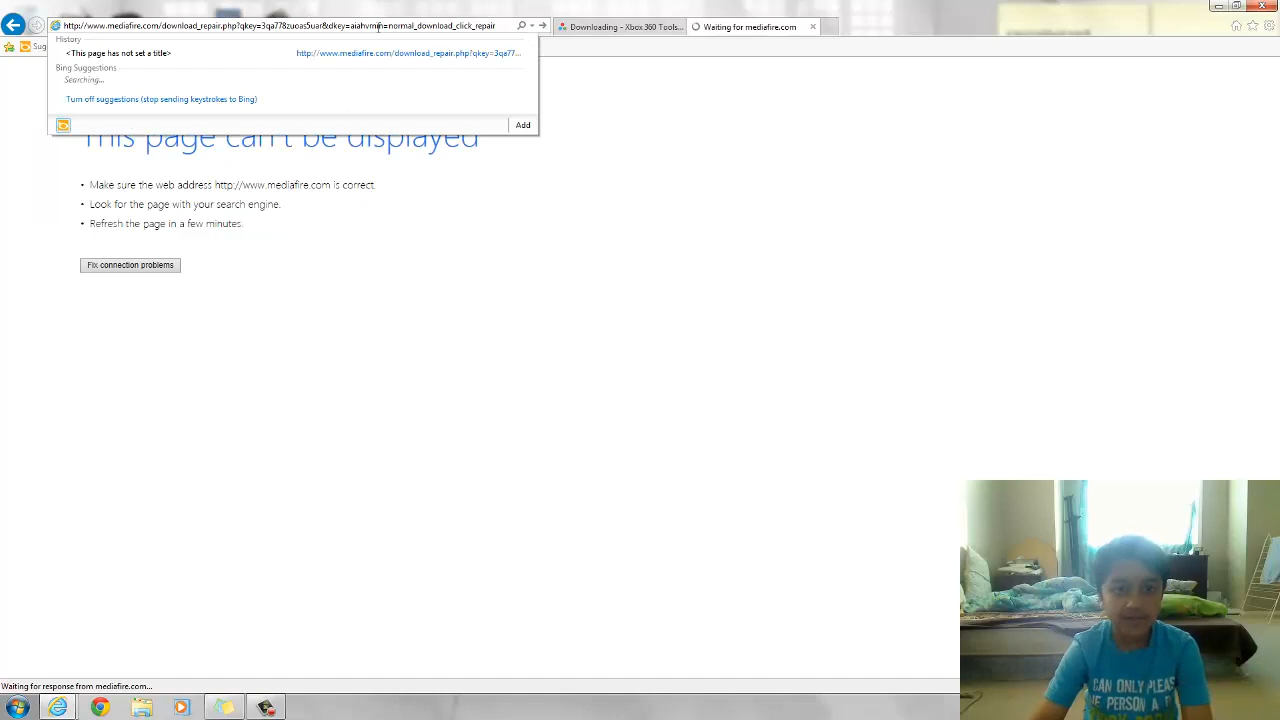 http://www.mediafire.com/download_repair.php?qkey=3qa778zuoas5uar&dkey=aiahvmin=normal_download_click_repair
Downloading - Xbox 360 Tools...
Waiting for mediafire.com
History
<This page has not set a title>
http://www.mediafire.com/download_repair.php?qkey=3qa77...
Bing Suggestions
Searching...
Turn off suggestions (stop sending keystrokes to Bing)
Add
This page can't be displayed
• Make sure the web address http://www.mediafire.com is correct.
• Look for the page with your search engine.
• Refresh the page in a few minutes.
Fix connection problems
Waiting for response from mediafire.com...
CAN ONLY PLEA
E PERSON A